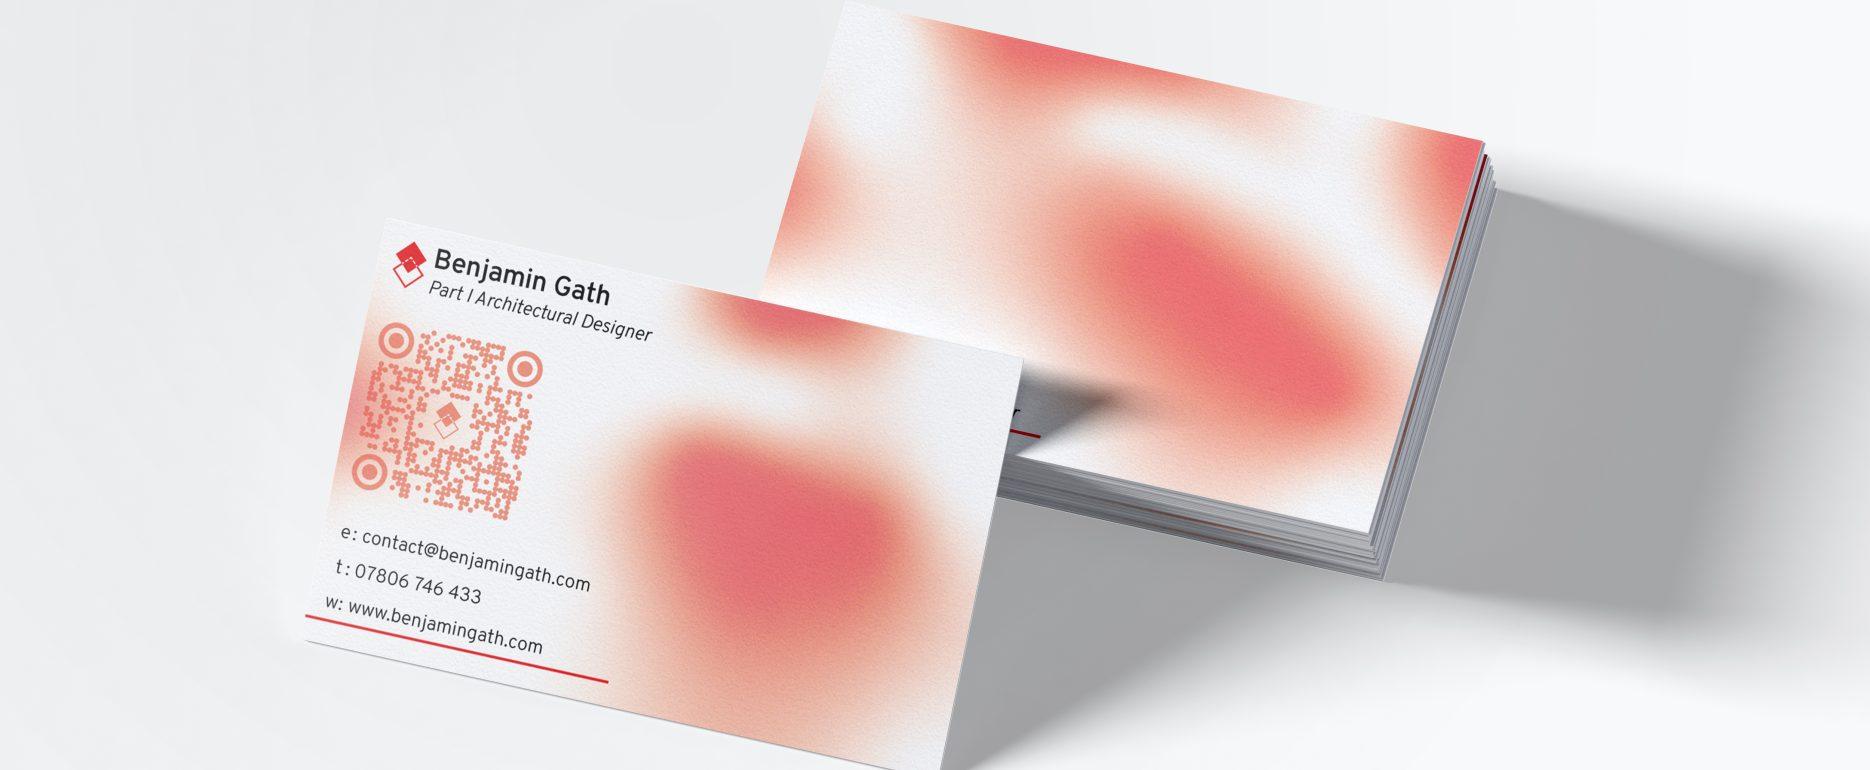 Benjamin Gath
Part I Architectural Designer
e: contact@benjamingath.com
t: 07806 746 433
w: www.benjamingath.com
r